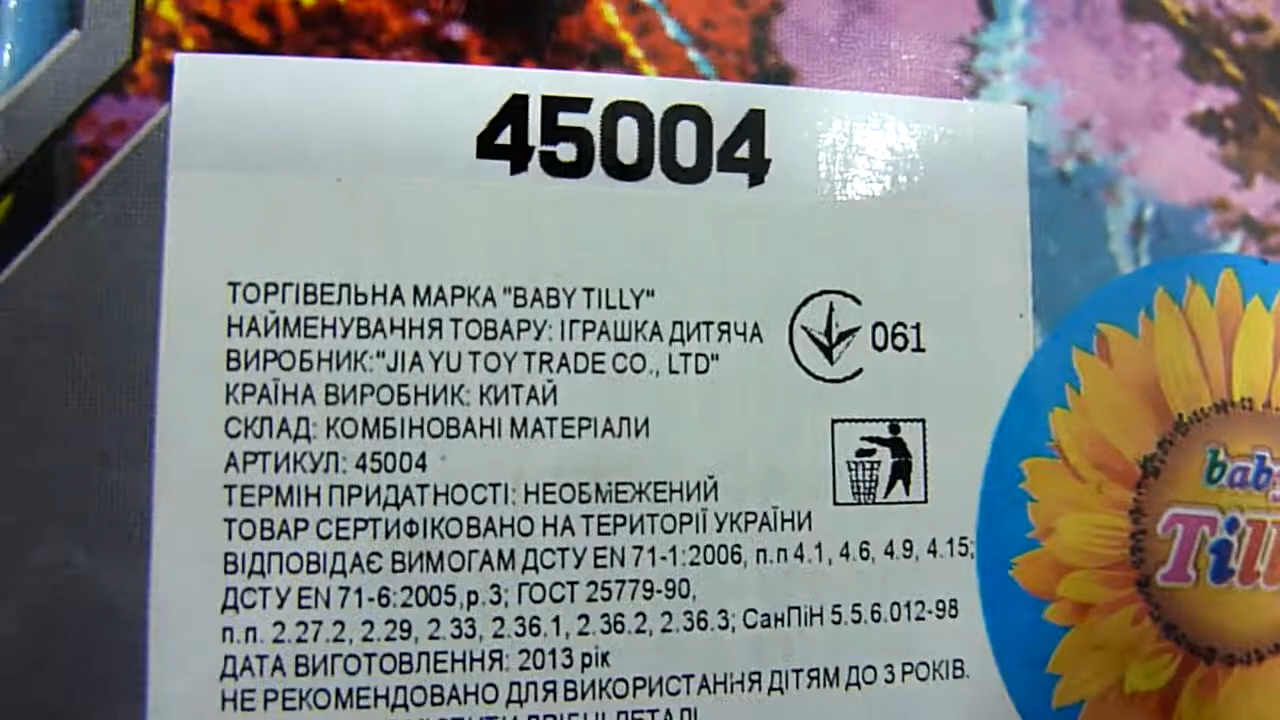 45004
ТОРГІВЕЛЬНА МАРКА "BABY TILLY"
НАЙМЕНУВАННЯ ТОВАРУ: ІГРАШКА ДИТЯЧА
ВИРОБНИК:"JIA YU TOY TRADE CO., LTD"
КРАЇНА ВИРОБНИК: КИТАЙ
СКЛАД: КОМБІНОВАНІ МАТЕРІАЛИ
АРТИКУЛ: 45004
ТЕРМІН ПРИДАТНОСТІ: НЕОБМЕЖЕНИЙ
ТОВАР СЕРТИФІКОВАНО НА ТЕРИТОРІЇ УКРАЇНИ
ВІДПОВІДАЄ ВИМОГАМ ДСТУ EN 71-1:2006, п.п 4.1, 4.6, 4.9, 4.15;
ДСТУ EN 71-6:2005,р.3; ГОСТ 25779-90,
п.п. 2.27.2, 2.29, 2.33, 2.36.1, 2.36.2, 2.36.3; СанПіН 5.5.6.012-98
ДАТА ВИГОТОВЛЕННЯ: 2013 рік
НЕ РЕКОМЕНДОВАНО ДЛЯ ВИКОРИСТАННЯ ДІТЯМ ДО 3 РОКІВ.
ДРІБНІ ДЕТАЛІ
061
baby
Till